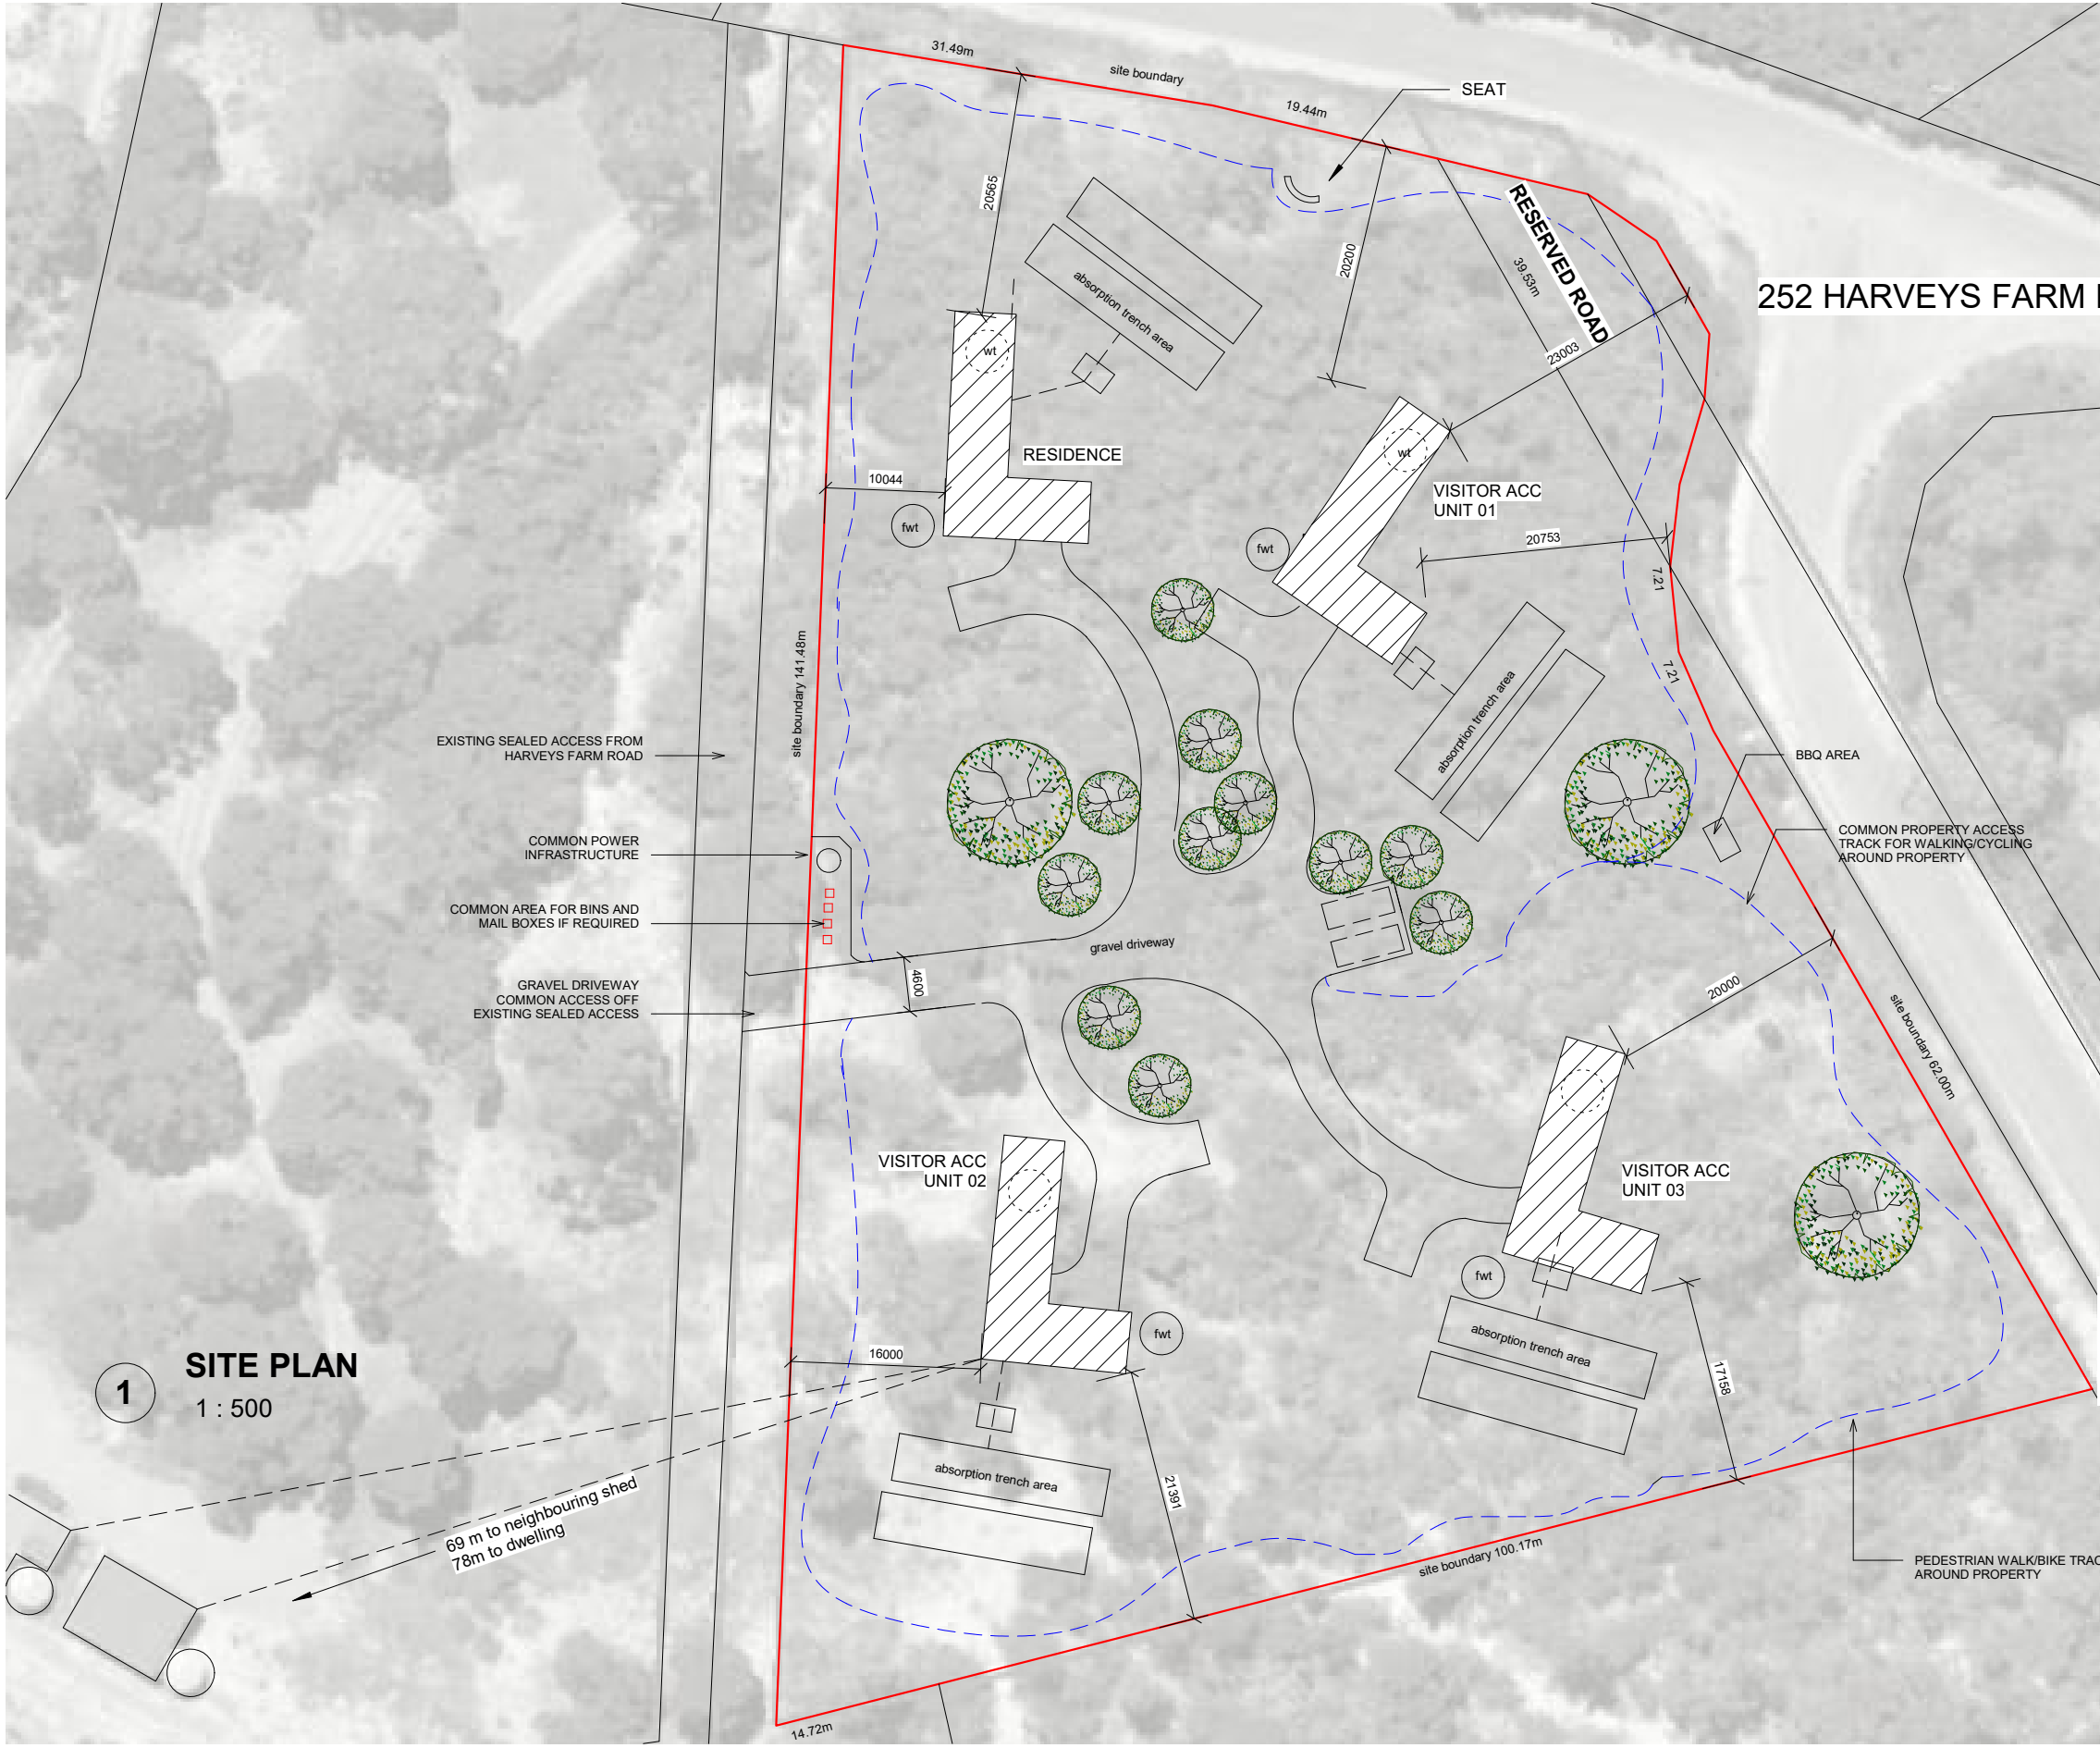 31.49m
site boundary
19.44m
SEAT
20565
20200
RESERVED ROAD
39.53m
252 HARVEYS FARM
absorption trench area
wt
23003
RESIDENCE
wt
10044
VISITOR ACC
UNIT 01
fwt
fwt
20753
7.21
7.21
site boundary 141.48m
absorption trench area
EXISTING SEALED ACCESS FROM
HARVEYS FARM ROAD
BBQ AREA
COMMON POWER
INFRASTRUCTURE
COMMON PROPERTY ACCESS
TRACK FOR WALKING/CYCLING
AROUND PROPERTY
COMMON AREA FOR BINS AND
MAIL BOXES IF REQUIRED
gravel driveway
GRAVEL DRIVEWAY
COMMON ACCESS OFF
EXISTING SEALED ACCESS
4600
20000
site boundary 62.00m
VISITOR ACC
UNIT 02
VISITOR ACC
UNIT 03
fwt
fwt
absorption trench area
16000
17158
1
SITE PLAN
1 : 500
absorption trench area
21391
69 m to neighbouring shed
78m to dwelling
site boundary 100.17m
PEDESTRIAN WALK/BIKE TRAC
AROUND PROPERTY
14.72m